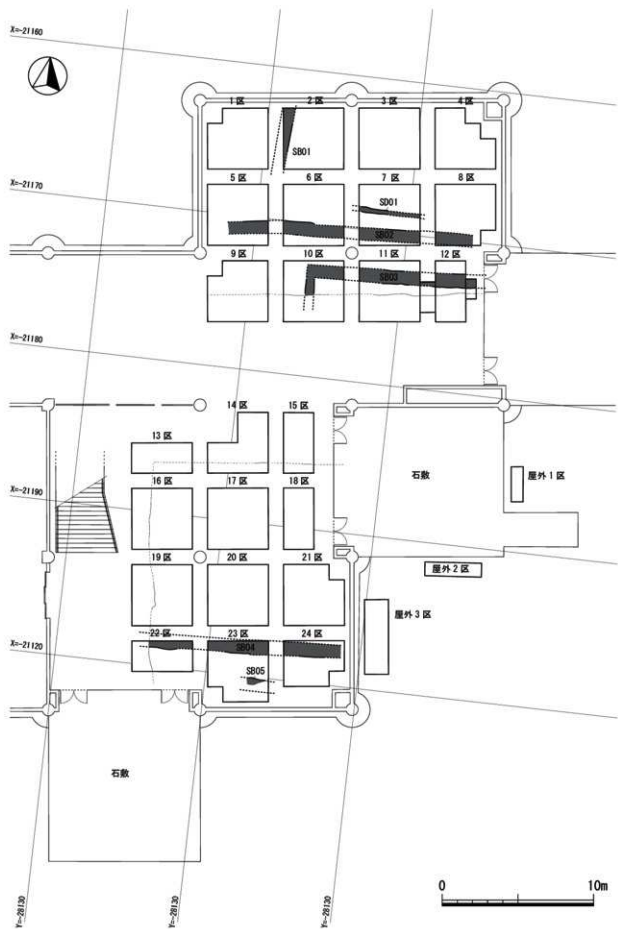 X=-21160
1区
2区
3区
4区
SB01
X=-21170
5区
6区
7区
8区
SD01
SB02
9区
10区
11区
12区
SB03
X=-21180
14区
15区
13区
石敷
屋外1区
X=-21190
16区
17区
18区
19区
20区
21区
屋外2区
屋外3区
X=-21120
22区
23区
24区
SB04
SB05
石敷
0
10m
Y=-28130
Y=-28130
Y=-28130